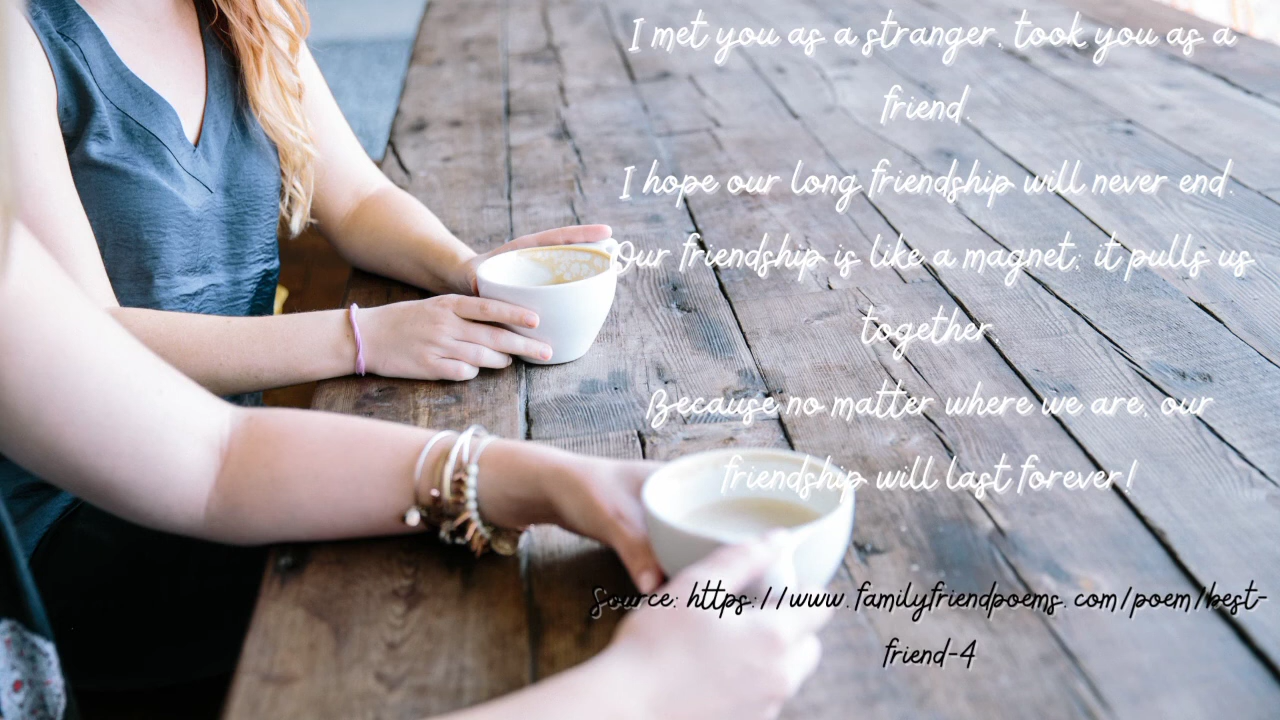 I met you as a stranger, took you as a
friend.
I hope our long friendship will never end.
Our friendship is like a magnet; it pulls us
together,
Because no matter where we are, our
friendship will last forever!
Source: https://www.familyfriendpoems.com/poem/best-
friend-4